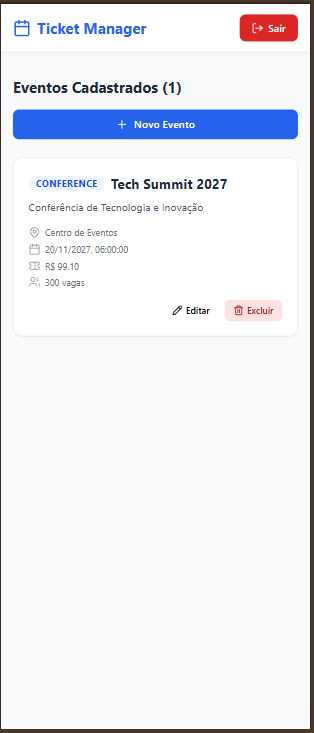 Ticket Manager
Sair
Eventos Cadastrados (1)
Novo Evento
CONFERENCE Tech Summit 2027
Conferência de Tecnologia e Inovação
Centro de Eventos
20/11/2027, 06:00:00
R$ 99.10
300 vagas
Editar Excluir